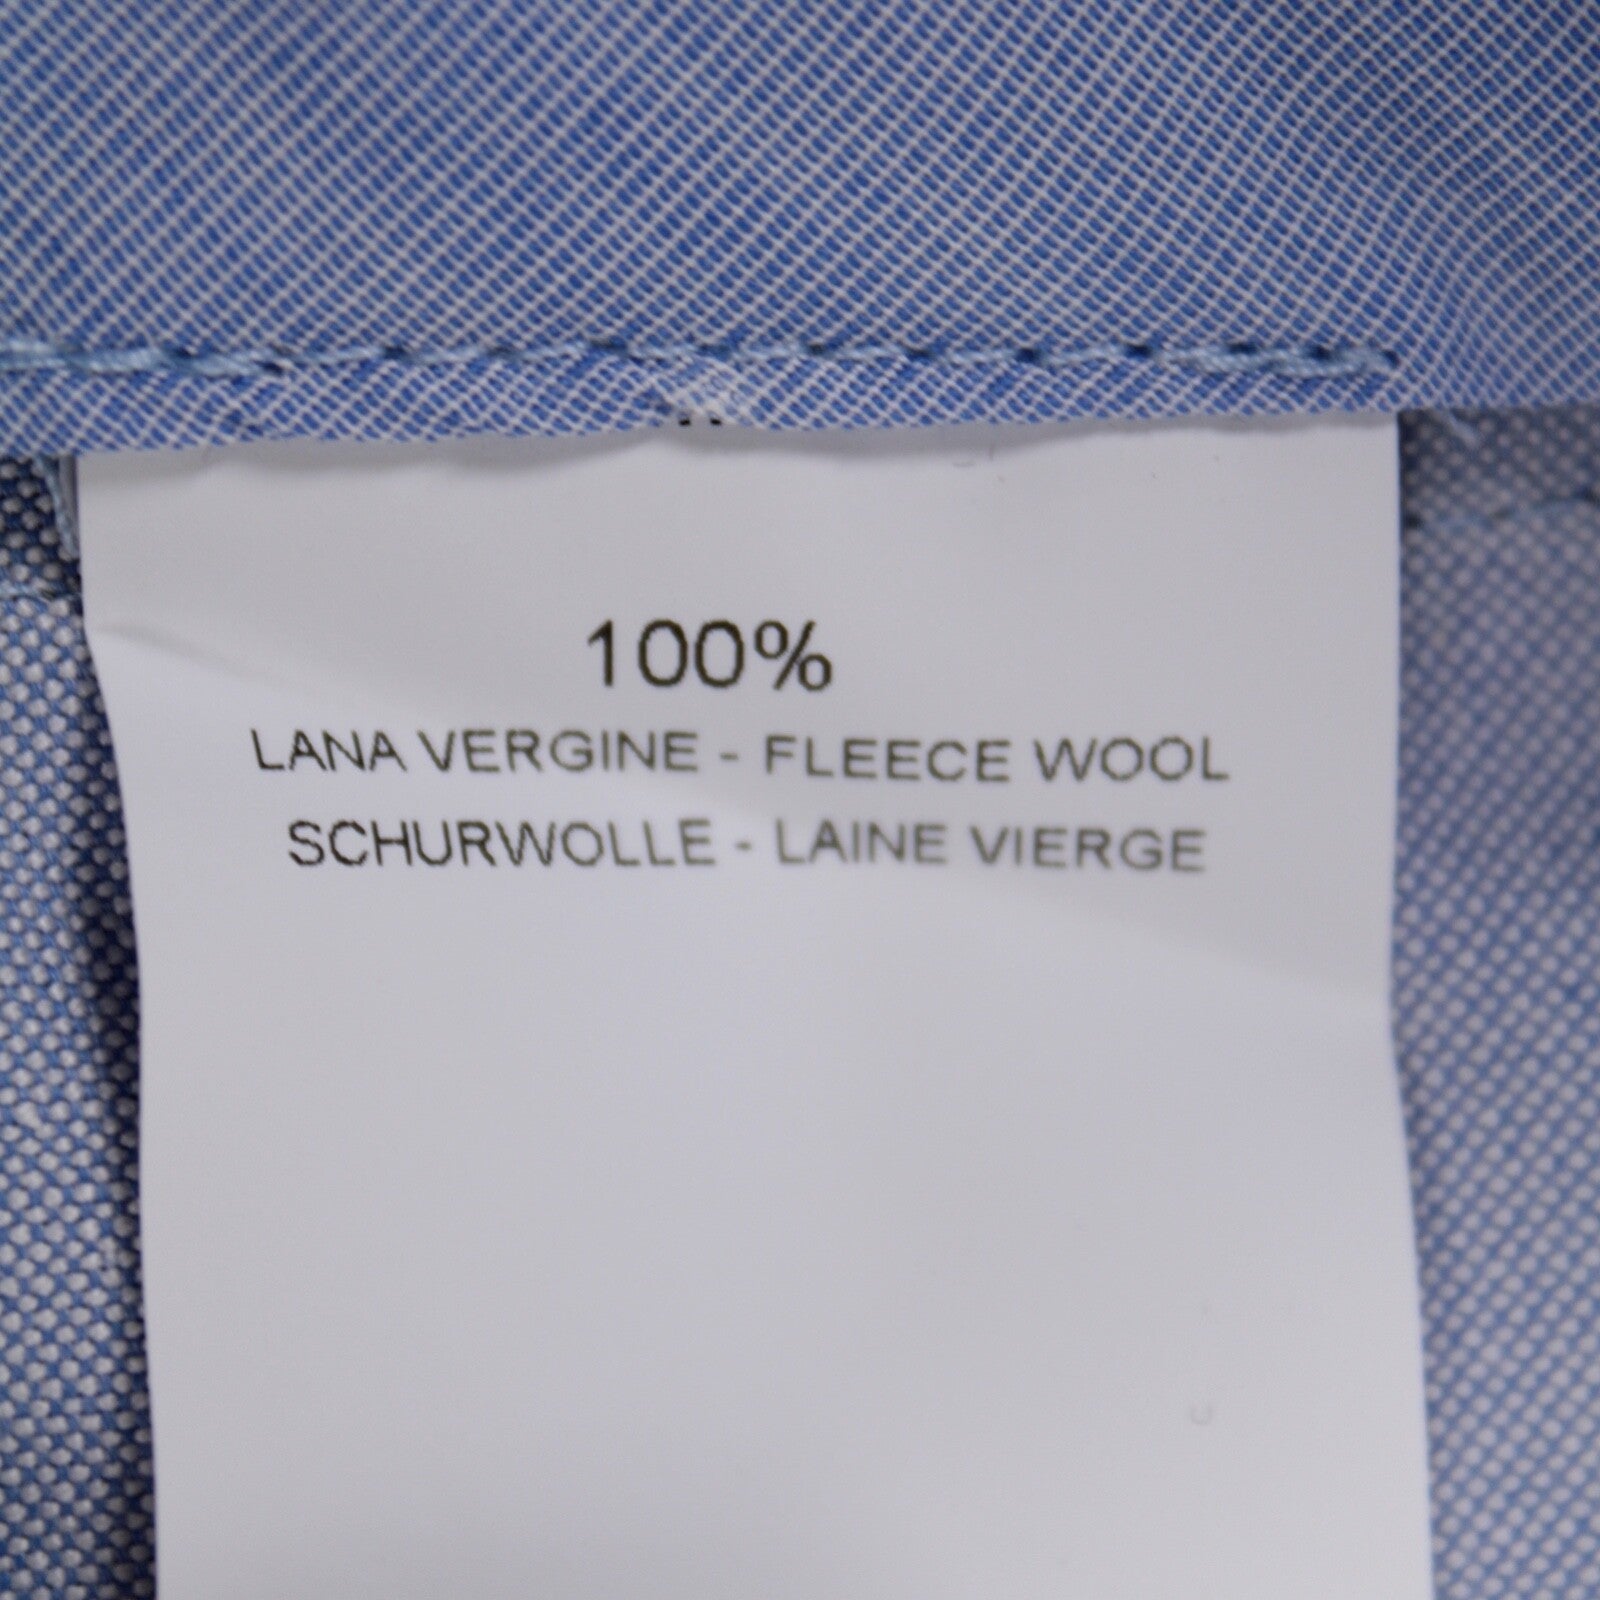 100%
LANA VERGINE - FLEECE WOOL
SCHURWOLLE - LAINE VIERGE